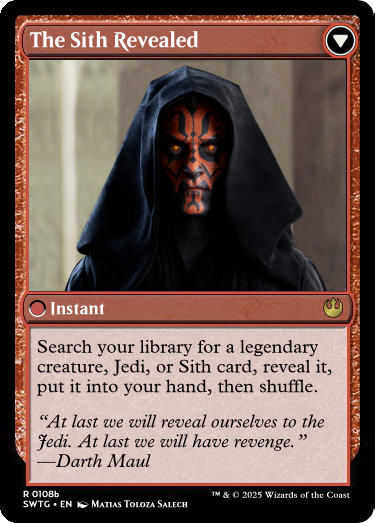 The Sith Revealed
Instant
Search your library for a legendary
creature, Jedi, or Sith card, reveal it,
put it into your hand, then shuffle.
“At last we will reveal ourselves to the
Jedi. At last we will have revenge.”
—Darth Maul
R 0108b
SWTG • EN Matias Toloza Salech
™ & © 2025 Wizards of the Coast